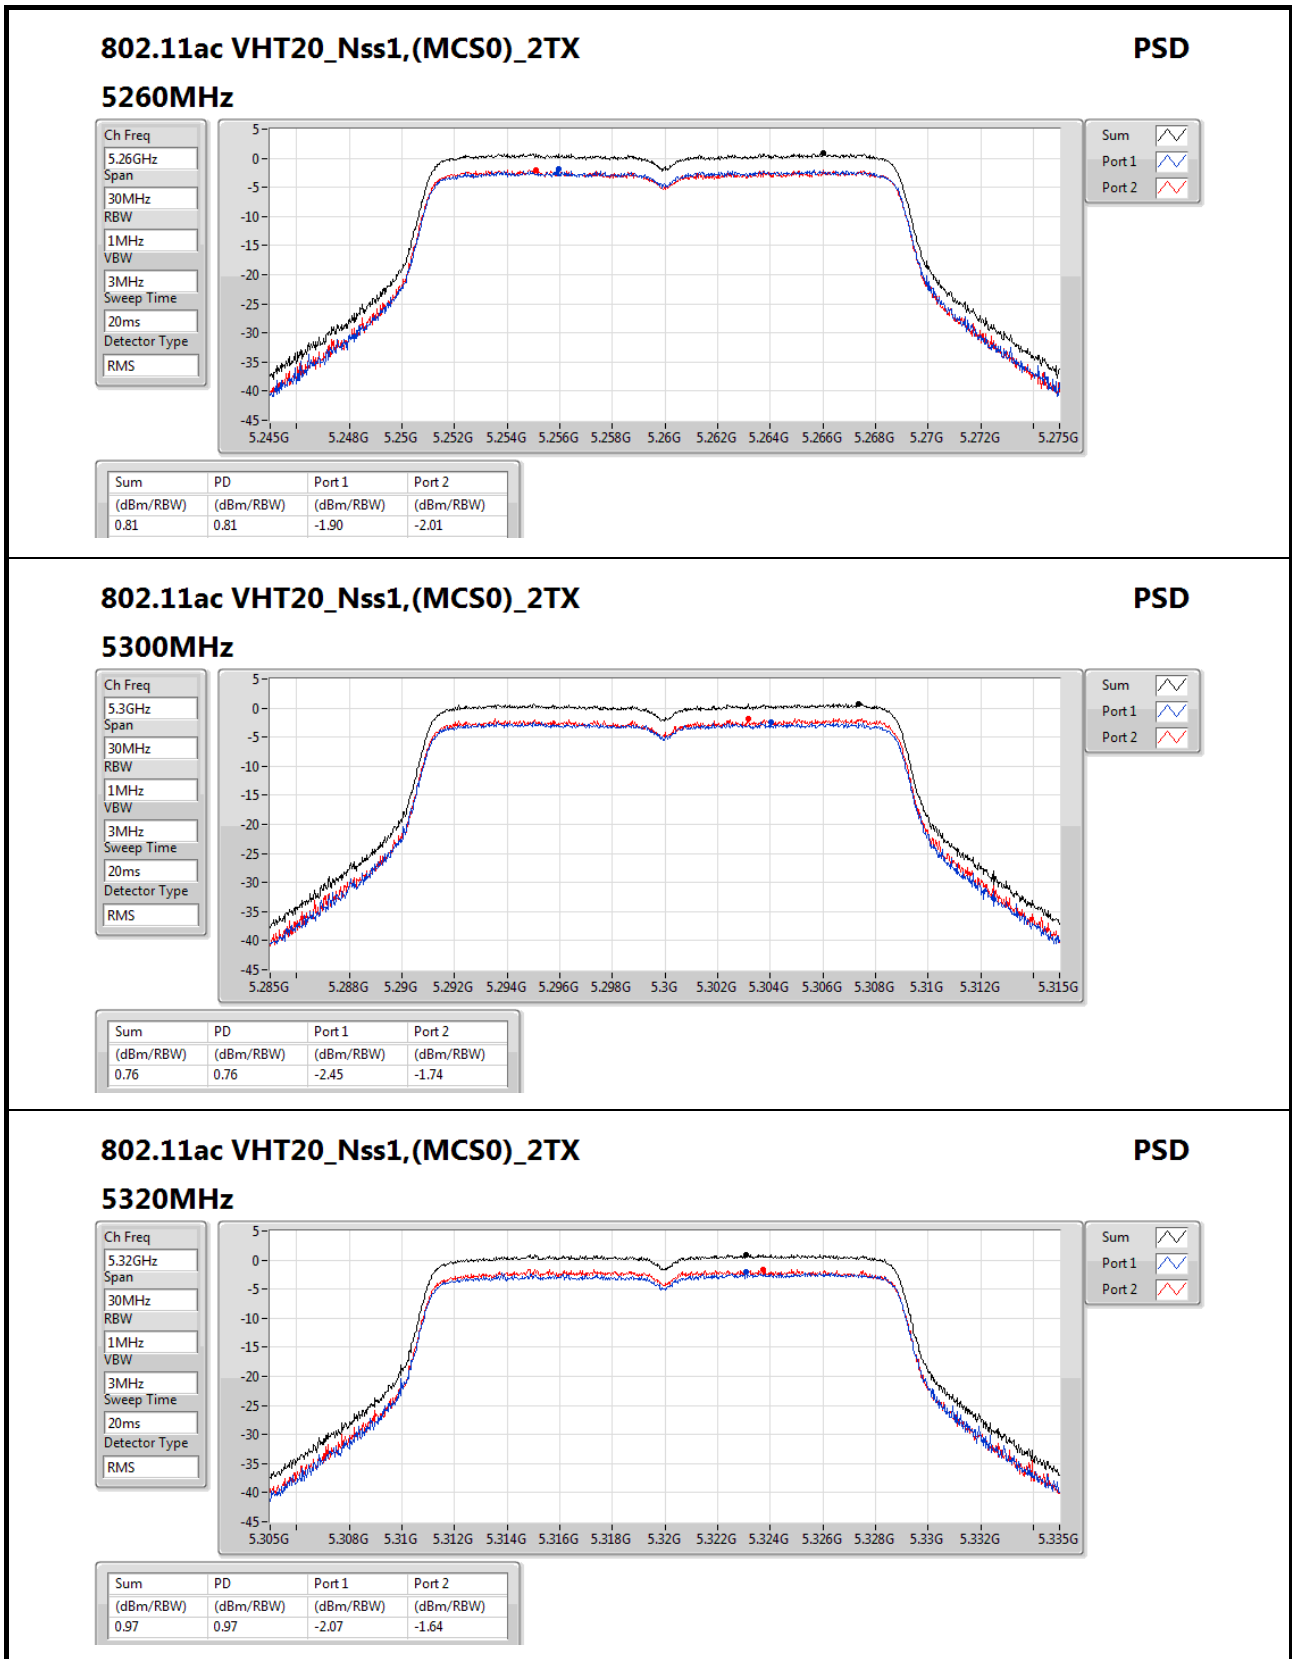 802.11ac VHT20_Nss1,(MCS0)_2TX PSD
5260MHz
Ch Freq
5.26GHz
Span
30MHz
RBW
1MHz
VBW
3MHz
Sweep Time
20ms
Detector Type
RMS
5
0
-5
-10
-15
-20
-25
-30
-35
-40
-45
5.245G 5.248G 5.25G 5.252G 5.254G 5.256G 5.258G 5.26G 5.262G 5.264G 5.266G 5.268G 5.27G 5.272G 5.275G
Sum
Port 1
Port 2
Sum PD Port 1 Port 2
(dBm/RBW) (dBm/RBW) (dBm/RBW) (dBm/RBW)
0.81 0.81 -1.90 -2.01
802.11ac VHT20_Nss1,(MCS0)_2TX PSD
5300MHz
Ch Freq
5.3GHz
Span
30MHz
RBW
1MHz
VBW
3MHz
Sweep Time
20ms
Detector Type
RMS
5
0
-5
-10
-15
-20
-25
-30
-35
-40
-45
5.285G 5.288G 5.29G 5.292G 5.294G 5.296G 5.298G 5.3G 5.302G 5.304G 5.306G 5.308G 5.31G 5.312G 5.315G
Sum
Port 1
Port 2
Sum PD Port 1 Port 2
(dBm/RBW) (dBm/RBW) (dBm/RBW) (dBm/RBW)
0.76 0.76 -2.45 -1.74
802.11ac VHT20_Nss1,(MCS0)_2TX PSD
5320MHz
Ch Freq
5.32GHz
Span
30MHz
RBW
1MHz
VBW
3MHz
Sweep Time
20ms
Detector Type
RMS
5
0
-5
-10
-15
-20
-25
-30
-35
-40
-45
5.305G 5.308G 5.31G 5.312G 5.314G 5.316G 5.318G 5.32G 5.322G 5.324G 5.326G 5.328G 5.33G 5.332G 5.335G
Sum
Port 1
Port 2
Sum PD Port 1 Port 2
(dBm/RBW) (dBm/RBW) (dBm/RBW) (dBm/RBW)
0.97 0.97 -2.07 -1.64